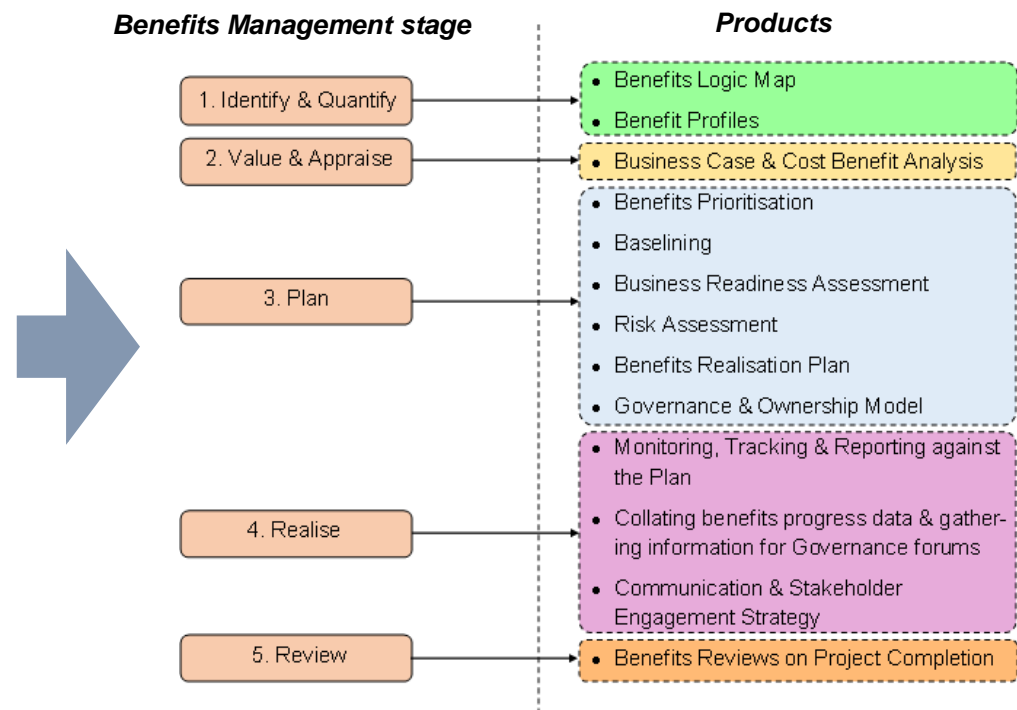 Benefits Management stage
Products
1. Identify & Quantify
• Benefits Logic Map
• Benefit Profiles
2. Value & Appraise
• Business Case & Cost Benefit Analysis
3. Plan
• Benefits Prioritisation
• Baselining
• Business Readiness Assessment
• Risk Assessment
• Benefits Realisation Plan
• Governance & Ownership Model
4. Realise
• Monitoring, Tracking & Reporting against
the Plan
• Collating benefits progress data & gather-
ing information for Governance forums
• Communication & Stakeholder
Engagement Strategy
5. Review
• Benefits Reviews on Project Completion